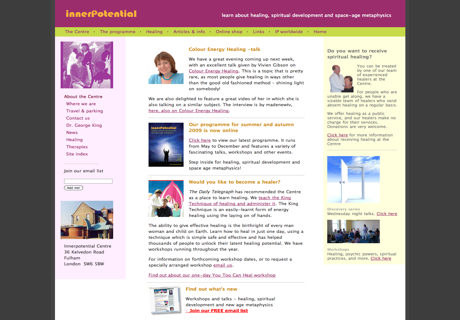 innerPotential
learn about healing, spiritual development and space-age metaphysics
The Centre • The programme • Healing • Articles & info • Online shop • Links • IP worldwide • Home
About the Centre
Where we are
Travel & parking
Contact us
Dr. George King
News
Healing
Therapies
Site index
Join our email list
Innerpotential Centre
36 Kelvedon Road
Fulham
London SW6 5BW
Colour Energy Healing -talk
We have a great evening coming up next week,
with an excellent talk given by Vivien Gibson on
Colour Energy Healing. This is a topic that is pretty
rare, as most people give healing in ways other
than the good old fashioned method - shining light
on somebody!
We are also delighted to feature a great video of her in which she is
also talking on a similar subject. The interview is by medwnweb,
here, also on Colour Energy Healing.
Our programme for summer and autumn
2009 is now online
Click here to view our latest programme. It runs
from May to December and features a variety of
fascinating talks, workshops and other events.
Step inside for healing, spiritual development and
space age metaphysics!
Would you like to become a healer?
The Daily Telegraph has recommended the Centre
as a place to learn healing. We teach the King
Technique of healing and administer it. The King
Technique is an easily-learnt form of energy
healing using the laying on of hands.
The ability to give effective healing is the birthright of every man
woman and child on Earth. Learn how to heal in just one day, using a
technique which is simple safe and effective and has helped
thousands of people to unlock their latent healing potential. We have
workshops running throughout the year.
For information on forthcoming workshop dates, or to request a
specially arranged workshop email us.
Find out about our one-day You Too Can Heal workshop
Find out what's new
Workshops and talks - healing, spiritual
development and new age metaphysics
- Join our FREE email list
Do you want to receive
spiritual healing?
You can be treated
by one of our team
of experienced
healers at the
Centre.
For people who are
unable get along, we have a
sizable team of healers who send
absent healing on a regular basis.
We offer healing as a public
service, and our healers make no
charge for their services.
Donations are very welcome.
Click here for more information
about receiving healing at the
Centre.
Wednesday night talks. Click here
Workshops
Healing, psychic powers, spiritual
practices, and more. Click here